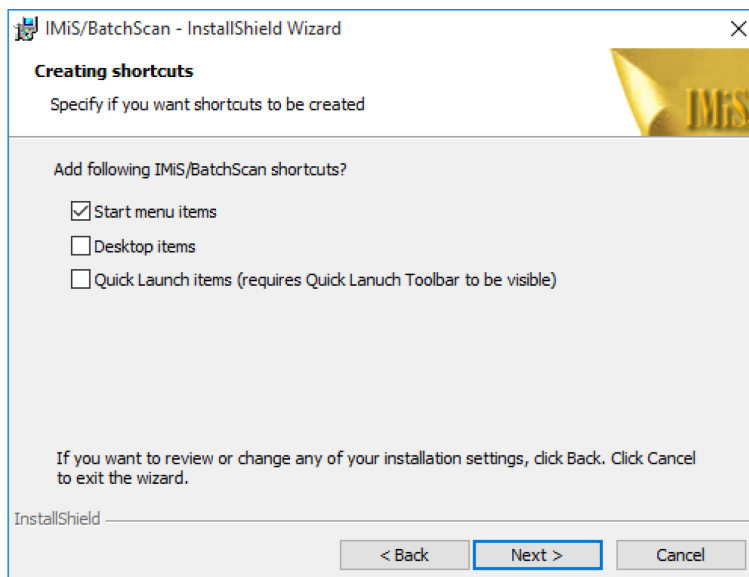 IMiS/BatchScan - InstallShield Wizard
Creating shortcuts
Specify if you want shortcuts to be created
IMiS
Add following IMiS/BatchScan shortcuts?
Start menu items
Desktop items
Quick Launch items (requires Quick Lanuch Toolbar to be visible)
If you want to review or change any of your installation settings, click Back. Click Cancel
to exit the wizard.
InstallShield
< Back
Next >
Cancel